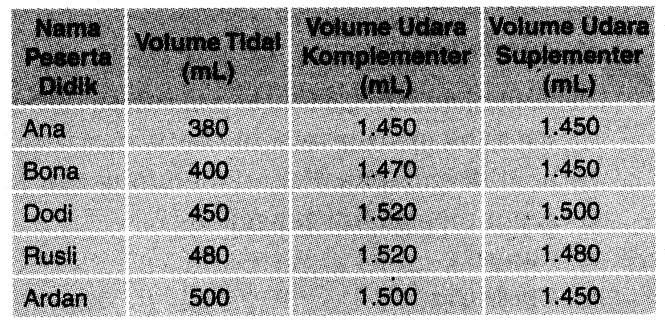 Nama Peserta Didik | Volume Tidal (mL) | Volume Udara Komplementer (mL) | Volume Udara Suplementer (mL)
Ana 380 1.450 1.450
Bona 400 1.470 1.450
Dodi 450 1.520 1.500
Rusli 480 1.520 1.480
Ardan 500 1.500 1.450